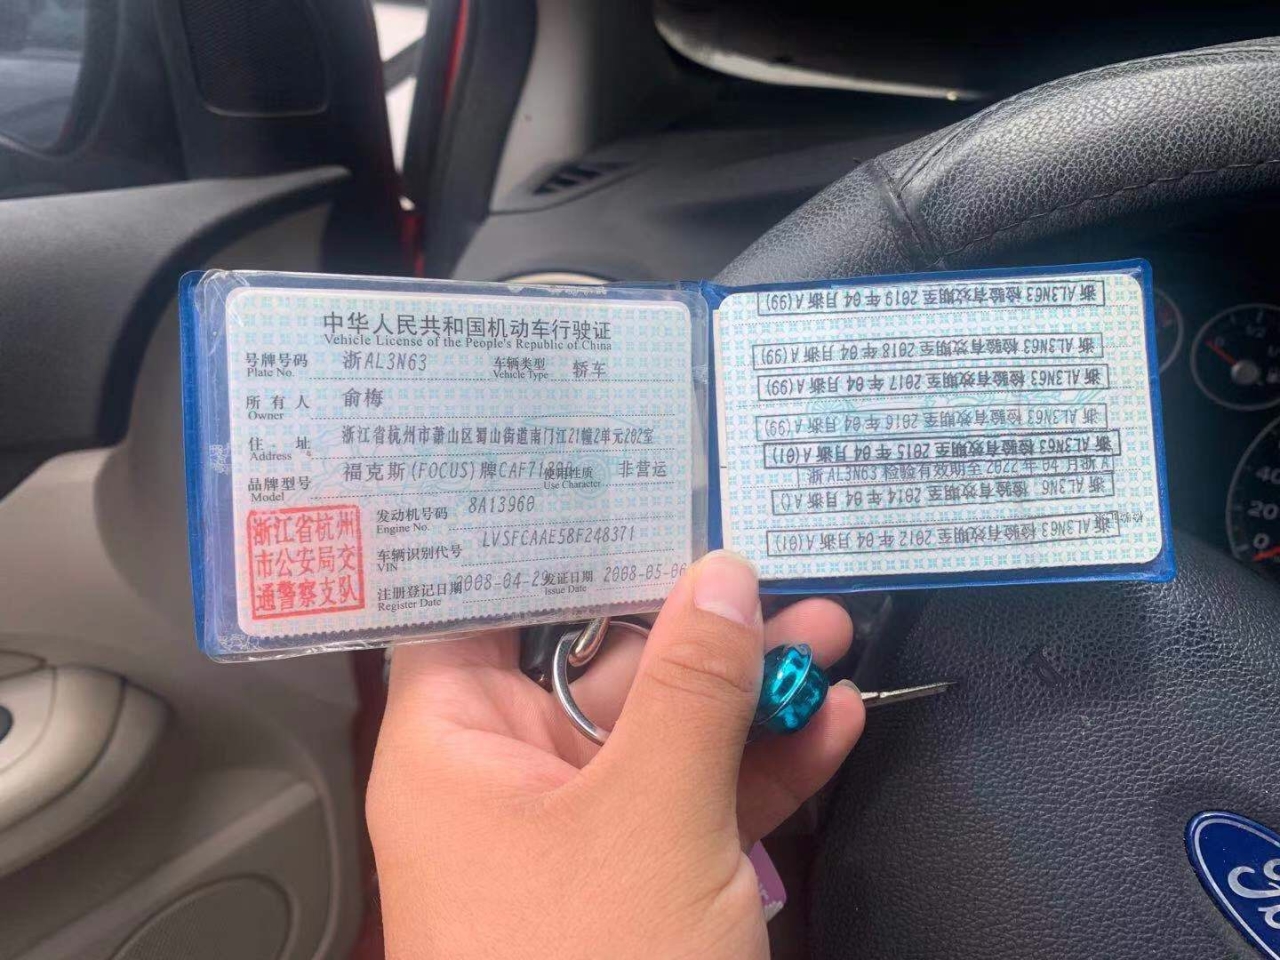 中华人民共和国机动车行驶证
Vehicle License of the People's Republic of China
号牌号码 浙AL3N63 车辆类型 轿车
Plate No. Vehicle Type
所有人 俞梅
Owner
住址 浙江省杭州市萧山区蜀山街道南门江21幢2单元202室
Address
品牌型号 福克斯(FOCUS)牌CAF71 使用性质 非营运
Model Use Character
发动机号码 8A13960
Engine No.
车辆识别代号 LVSFCAAE58F248371
VIN
注册登记日期 2008-04-29 发证日期 2008-05-06
Register Date Issue Date
浙江省杭州
市公安局交
通警察支队
浙AL3N63 检验有效期至2019年04月浙A(99)
浙AL3N63 检验有效期至2018年04月浙A(99)
浙AL3N63 检验有效期至2017年04月浙A(99)
浙AL3N63 检验有效期至2016年04月浙A(99)
浙AL3N63 检验有效期至2015年04月浙A(01)
浙AL3N63 检验有效期至2022年04月浙A
检验有效期至2014年04月浙A
浙AL3N63 检验有效期至2012年04月浙A(01)
40
20
0
Ford